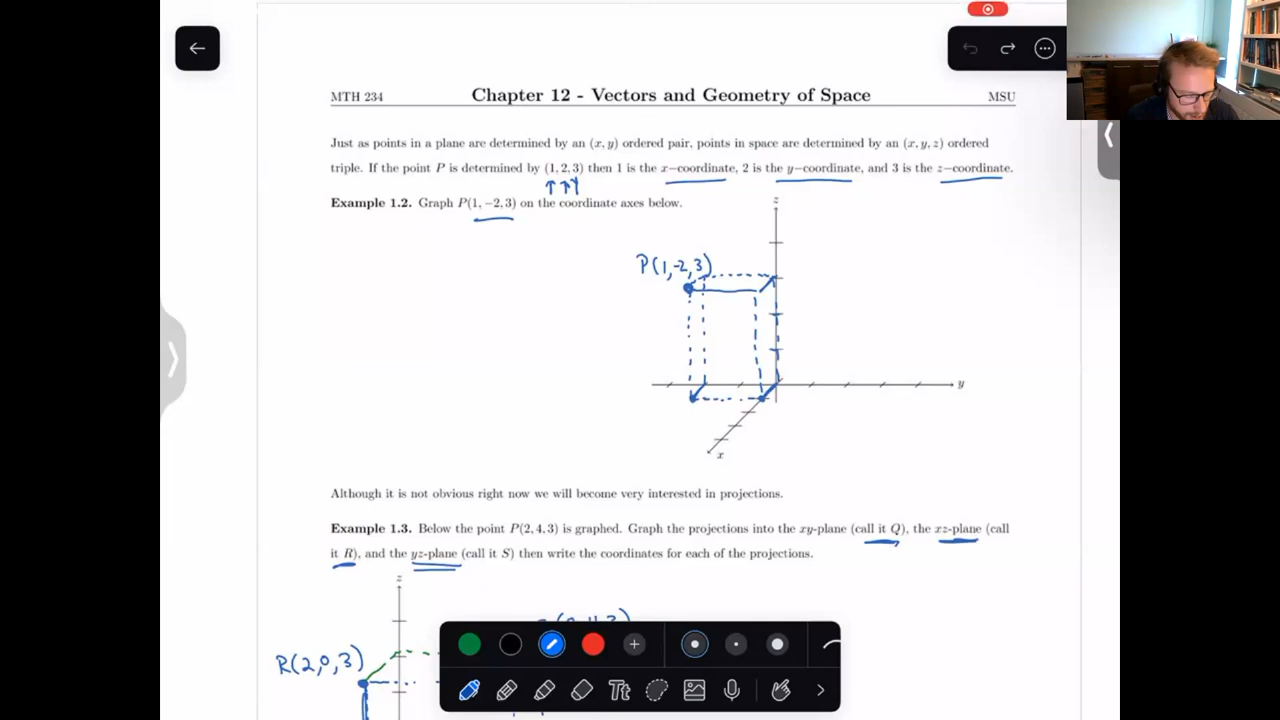 MTH 234 Chapter 12 - Vectors and Geometry of Space MSU
Just as points in a plane are determined by an (x, y) ordered pair, points in space are determined by an (x, y, z) ordered
triple. If the point P is determined by (1, 2, 3) then 1 is the x−coordinate, 2 is the y−coordinate, and 3 is the z−coordinate.
Example 1.2. Graph P(1, −2, 3) on the coordinate axes below.
z
P(1,-2,3)
y
x
Although it is not obvious right now we will become very interested in projections.
Example 1.3. Below the point P(2, 4, 3) is graphed. Graph the projections into the xy-plane (call it Q), the xz-plane (call
it R), and the yz-plane (call it S) then write the coordinates for each of the projections.
z
R(2,0,3)
Tt